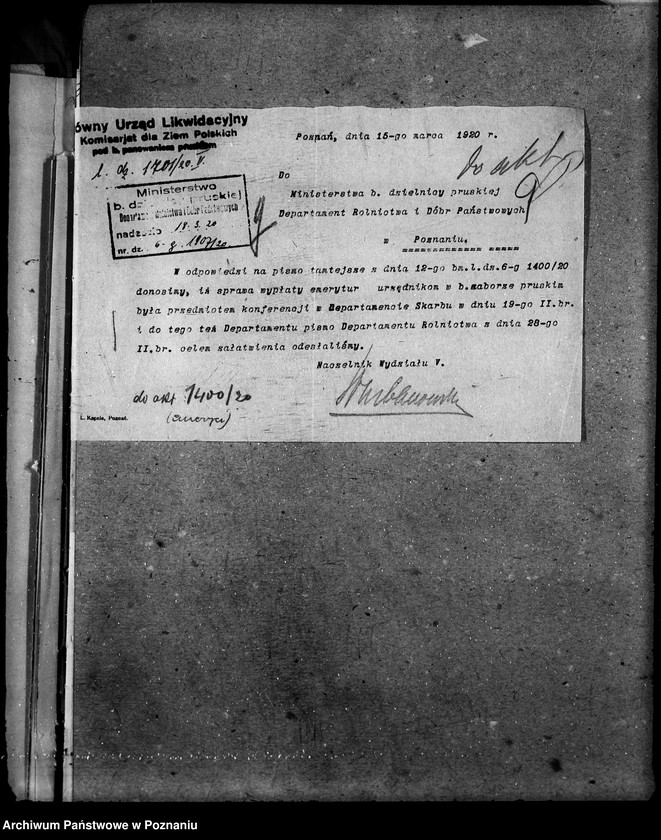 ówny Urząd Likwidacyjny
Komisarjat dla Ziem Polskich
pod b. panowaniem pruskiem
l. dz. 1701/20. V.
Poznań, dnia 15-go marca 1920 r.
do akt
Ministerstwo
b. dzielnicy pruskiej
nadeszło 18.3.20
nr. dz. 6-g. 1907/20
Do
Ministerstwa b. dzielnicy pruskiej
Departament Rolnictwa i Dóbr Państwowych
w Poznaniu.
W odpowiedzi na pismo tamtejsze z dnia 12-go bm.l.dz.6-g 1400/20
donosimy, iż sprawa wypłaty emerytur urzędnikom w b.zaborze pruskim
była przedmiotem konferencji w Departamencie Skarbu w dniu 19-go II.br.
i do tego też Departamentu pismo Departamentu Rolnictwa z dnia 28-go
II.br. celem załatwienia odesłaliśmy.
Naczelnik Wydziału V.
do akt 1400/20
L. Kapela, Poznań.
Archiwum Państwowe w Poznaniu